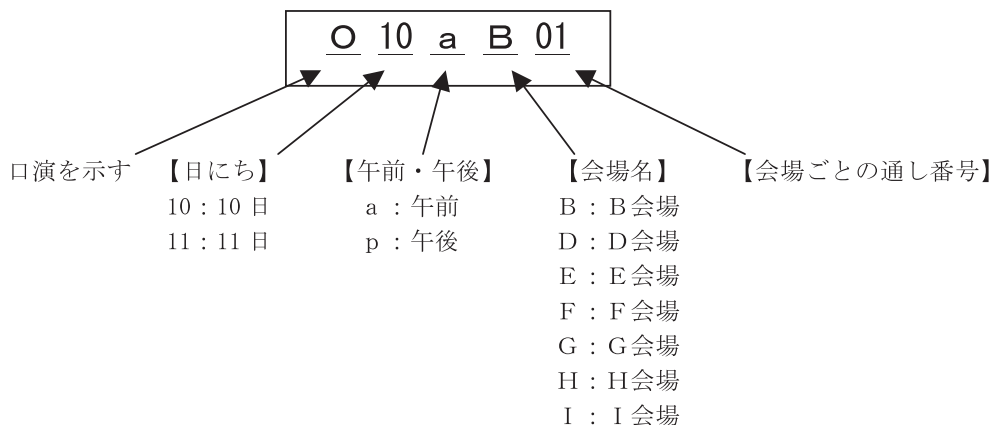 Ｏ 10 ａ Ｂ 01
口演を示す 【日にち】 【午前・午後】 【会場名】 【会場ごとの通し番号】
10：10 日 ａ：午前 Ｂ：Ｂ会場
11：11 日 ｐ：午後 Ｄ：Ｄ会場
Ｅ：Ｅ会場
Ｆ：Ｆ会場
Ｇ：Ｇ会場
Ｈ：Ｈ会場
Ｉ：Ｉ会場